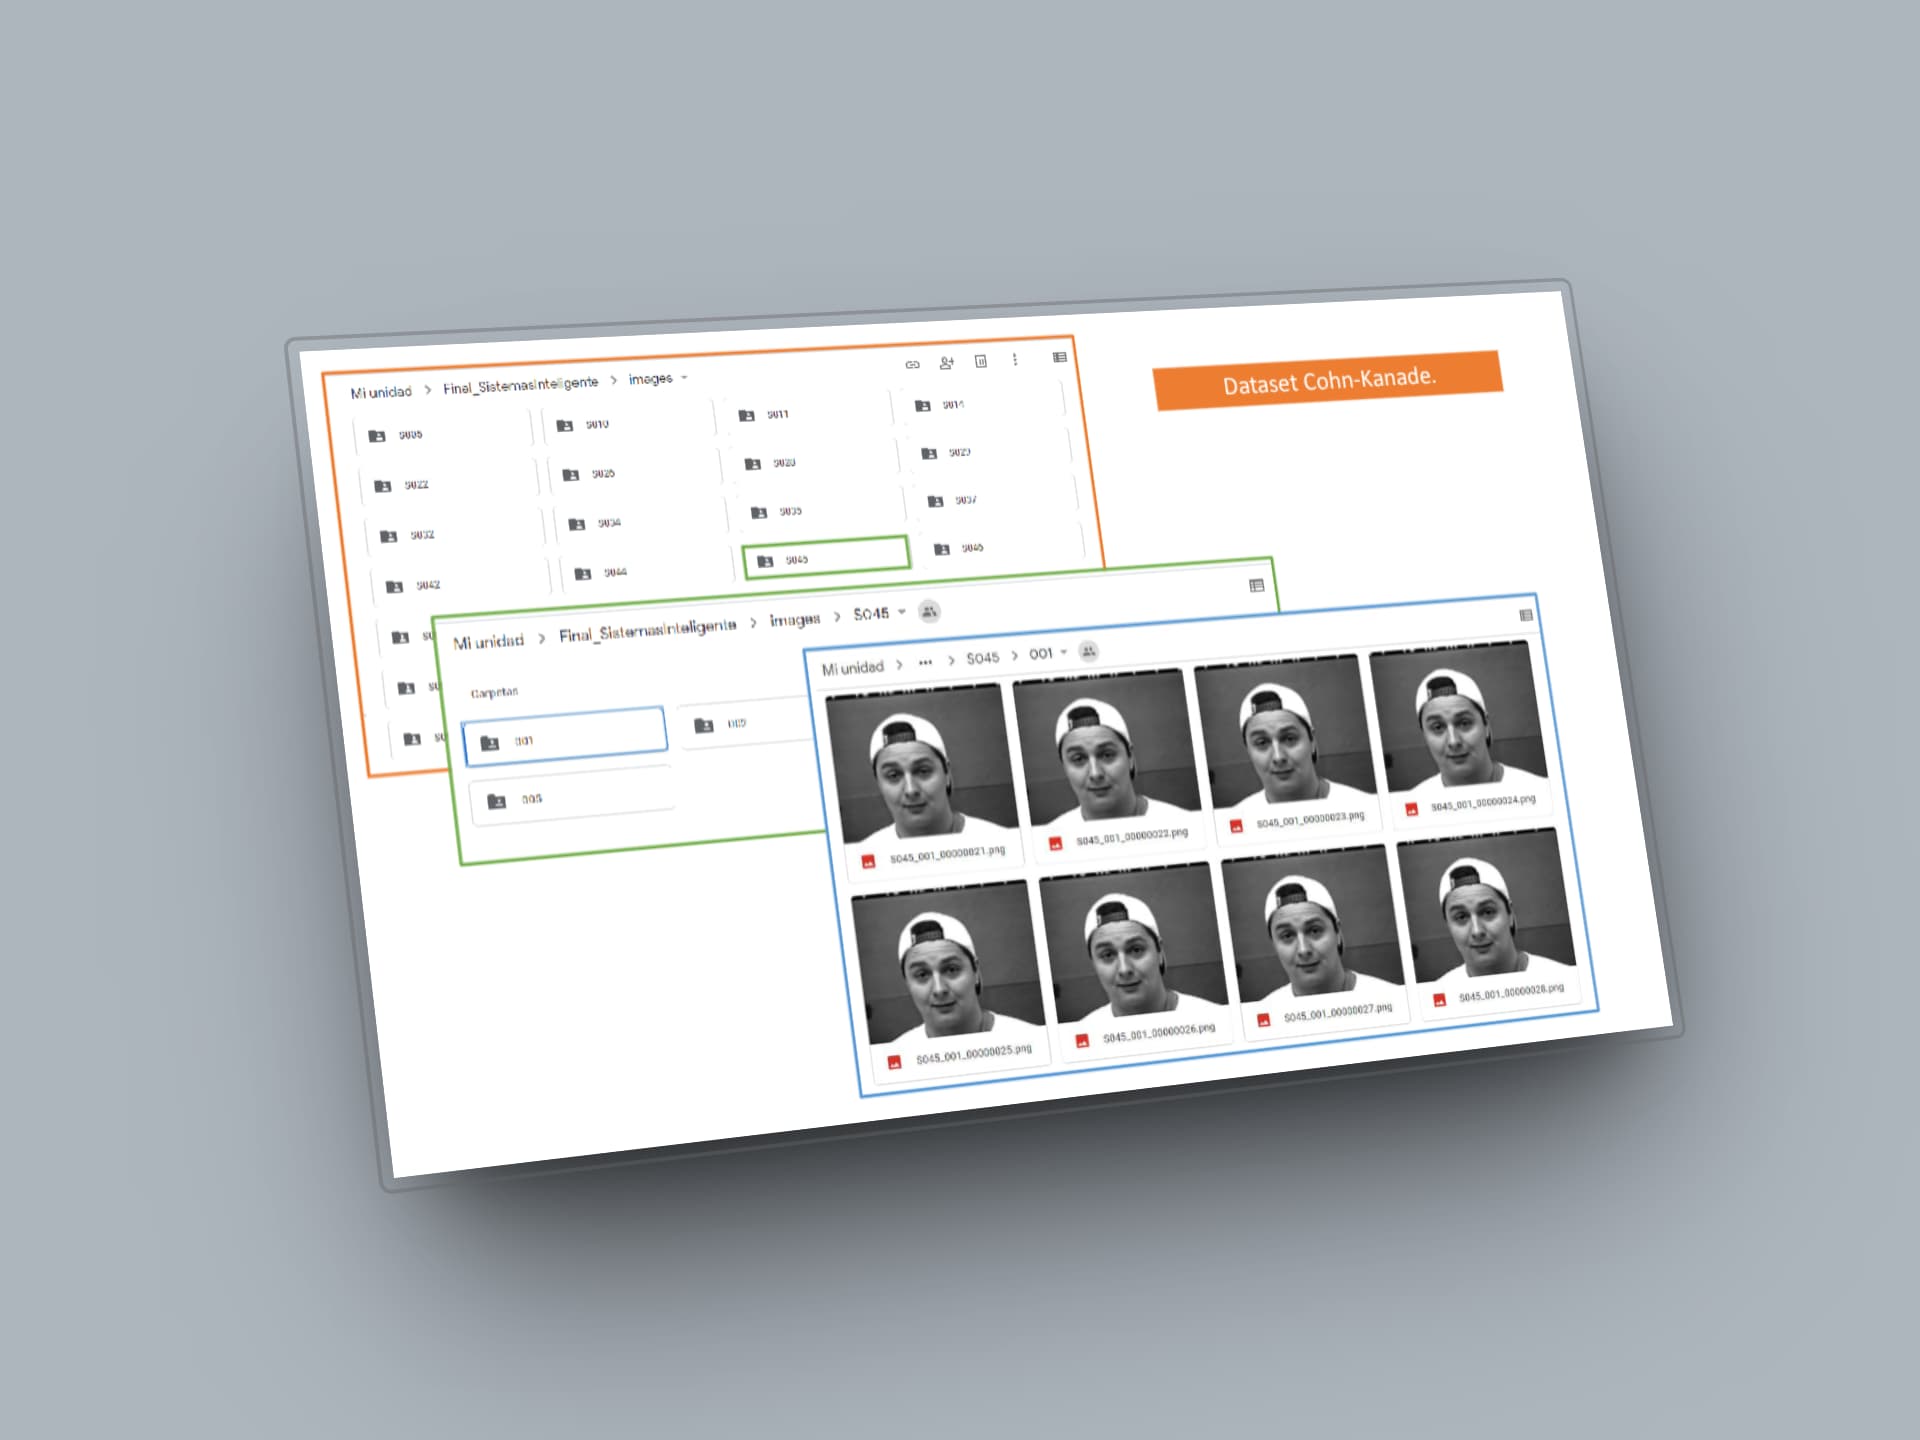 Dataset Cohn-Kanade.
Mi unidad > Final_SistemasInteligente > images
S005 S010 S011 S014
S022 S026 S028 S029
S032 S034 S035 S037
S042 S044 S045 S046
Mi unidad > Final_SistemasInteligente > images > S045
Carpetas
001
005
Mi unidad > ••• > S045 > 001
S045_001_00000021.png S045_001_00000022.png S045_001_00000023.png S045_001_00000024.png
S045_001_00000025.png S045_001_00000026.png S045_001_00000027.png S045_001_00000028.png